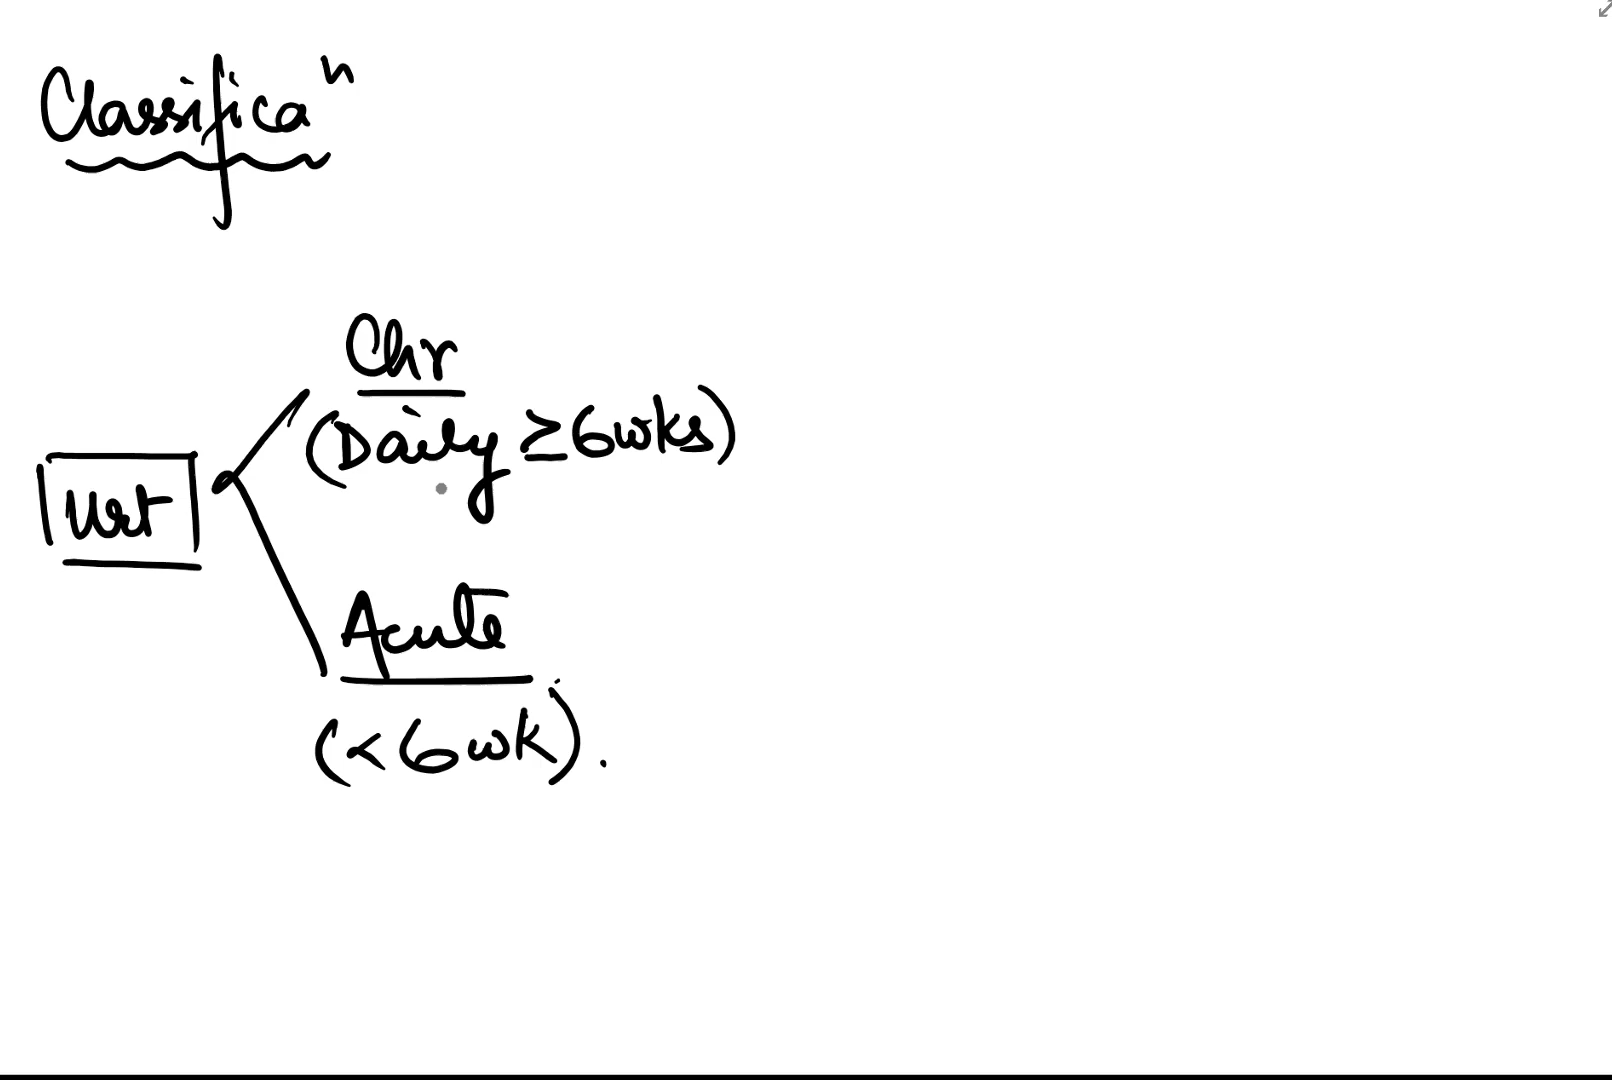 Classificaⁿ
Chr
(Daily ≥6wks)
Urt
Acute
(<6wk).